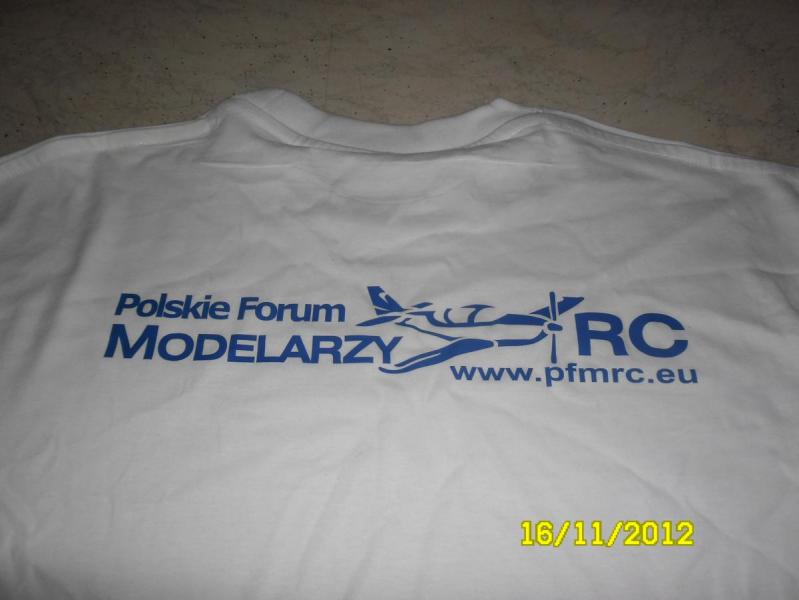 Polskie Forum
MODELARZY RC
www.pfmrc.eu
16/11/2012